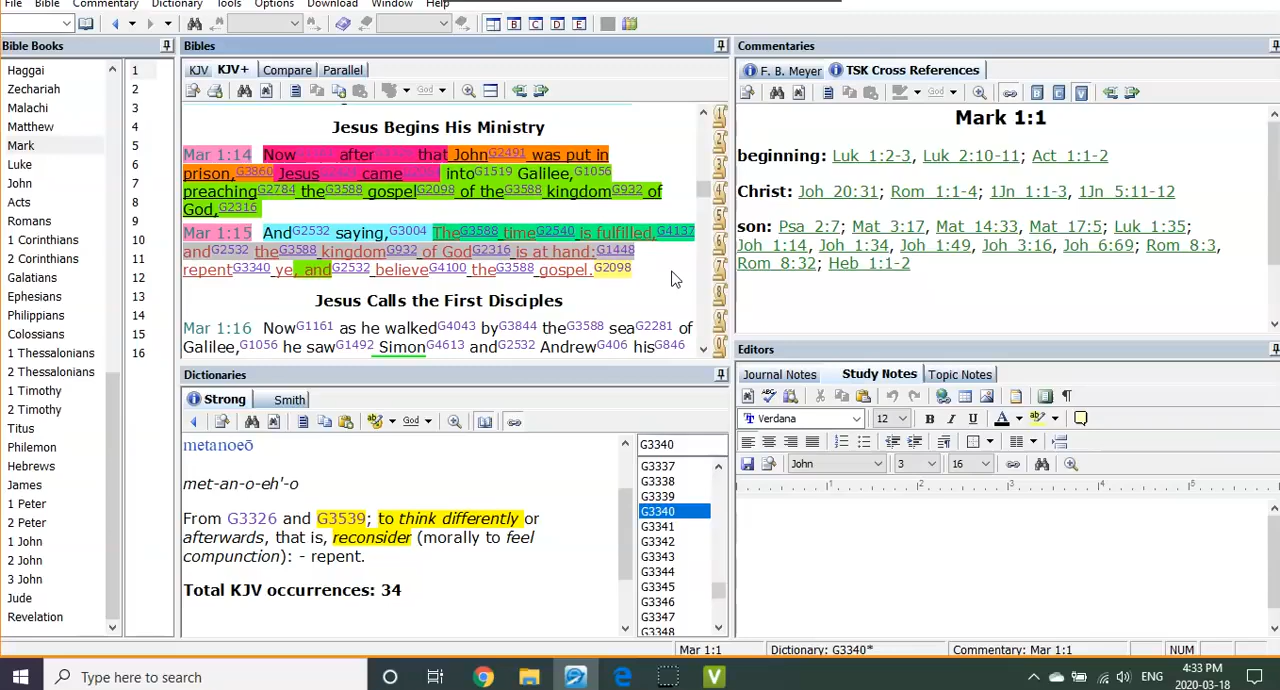 File Bible Commentary Dictionary Tools Options Download Window Help
Bible Books
Bibles
Commentaries
Haggai
Zechariah
Malachi
Matthew
Mark
Luke
John
Acts
Romans
1 Corinthians
2 Corinthians
Galatians
Ephesians
Philippians
Colossians
1 Thessalonians
2 Thessalonians
1 Timothy
2 Timothy
Titus
Philemon
Hebrews
James
1 Peter
2 Peter
1 John
2 John
3 John
Jude
Revelation
1
2
3
4
5
6
7
8
9
10
11
12
13
14
15
16
KJV KJV+ Compare Parallel
God
Jesus Begins His Ministry
Mar 1:14 Now after that JohnG2491 was put in
prison,G3860 Jesus came intoG1519 Galilee,G1056
preachingG2784 theG3588 gospelG2098 of the kingdomG932 of
God,G2316
Mar 1:15 AndG2532 saying,G3004 TheG3588 timeG2540 is fulfilled,G4137
andG2532 theG3588 kingdomG932 of GodG2316 is at hand:G1448
repentG3340 ye, andG2532 believeG4100 theG3588 gospel.G2098
Jesus Calls the First Disciples
Mar 1:16 NowG1161 as he walkedG4043 byG3844 theG3588 seaG2281 of
Galilee,G1056 he sawG1492 SimonG4613 andG2532 AndrewG406 hisG846
Dictionaries
Strong Smith
God
metanoeō
met-an-o-eh'-o
From G3326 and G3539; to think differently or
afterwards, that is, reconsider (morally to feel
compunction): - repent.
Total KJV occurrences: 34
G3340
G3337
G3338
G3339
G3340
G3341
G3342
G3343
G3344
G3345
G3346
G3347
G3348
F. B. Meyer TSK Cross References
God
B C D E
B C V
Mark 1:1
beginning: Luk 1:2-3, Luk 2:10-11; Act 1:1-2
Christ: Joh 20:31; Rom 1:1-4; 1Jn 1:1-3, 1Jn 5:11-12
son: Psa 2:7; Mat 3:17, Mat 14:33, Mat 17:5; Luk 1:35;
Joh 1:14, Joh 1:34, Joh 1:49, Joh 3:16, Joh 6:69; Rom 8:3,
Rom 8:32; Heb 1:1-2
Editors
Journal Notes Study Notes Topic Notes
Verdana 12 B I U A
John 3 16
1 2 3 4 5
Mar 1:1 Dictionary: G3340* Commentary: Mar 1:1 NUM
Type here to search
4:33 PM
ENG
2020-03-18